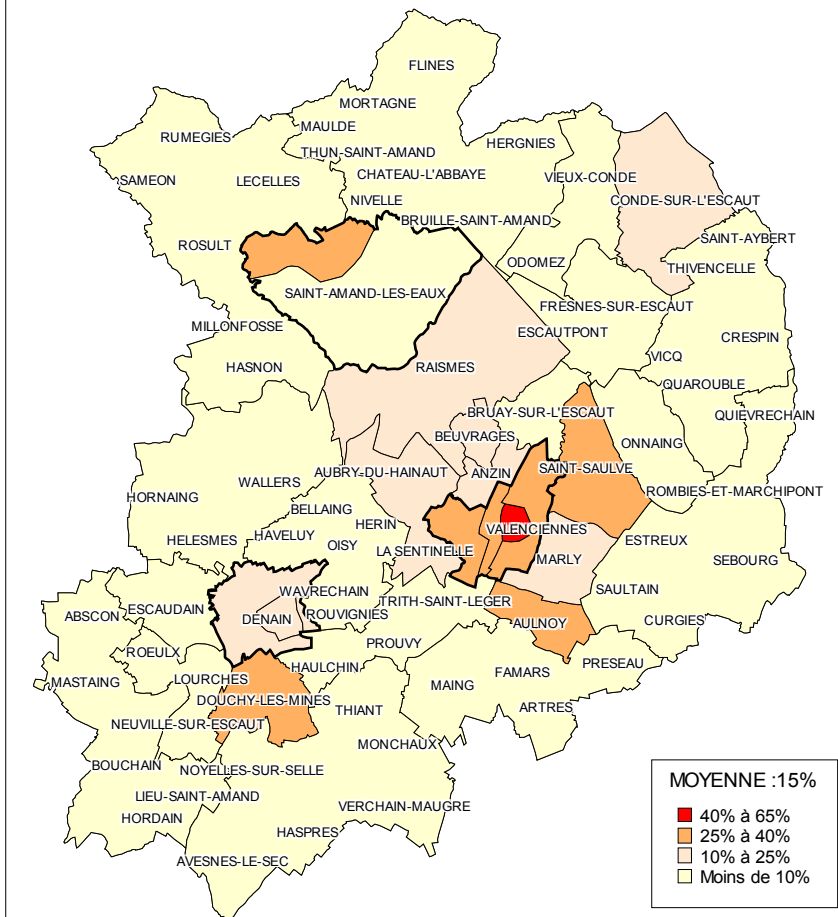 FLINES
MORTAGNE
MAULDE
RUMEGIES
HERGNIES
THUN-SAINT-AMAND
CHATEAU-L'ABBAYE
VIEUX-CONDE
SAMEON
LECELLES
NIVELLE
CONDE-SUR-L'ESCAUT
BRUILLE-SAINT-AMAND
SAINT-AYBERT
ROSULT
ODOMEZ
THIVENCELLE
SAINT-AMAND-LES-EAUX
FRESNES-SUR-ESCAUT
MILLONFOSSE
ESCAUTPONT
CRESPIN
HASNON
RAISMES
VICQ
QUAROUBLE
BRUAY-SUR-L'ESCAUT
QUIEVRECHAIN
BEUVRAGES
ONNAING
AUBRY-DU-HAINAUT
ANZIN
SAINT-SAULVE
WALLERS
HORNAING
ROMBIES-ET-MARCHIPONT
BELLAING
HERIN
VALENCIENNES
HELESMES
HAVELUY
OISY
LA SENTINELLE
ESTREUX
MARLY
SEBOURG
WAVRECHAIN
SAULTAIN
ESCAUDAIN
TRITH-SAINT-LEGER
ABSCON
ROUVIGNIES
DENAIN
AULNOY
CURGIES
PROUVY
ROEULX
HAULCHIN
PRESEAU
LOURCHES
FAMARS
MASTAING
MAING
DOUCHY-LES-MINES
THIANT
ARTRES
NEUVILLE-SUR-ESCAUT
MONCHAUX
BOUCHAIN
NOYELLES-SUR-SELLE
LIEU-SAINT-AMAND
VERCHAIN-MAUGRE
HORDAIN
HASPRES
AVESNES-LE-SEC
MOYENNE :15%
40% à 65%
25% à 40%
10% à 25%
Moins de 10%